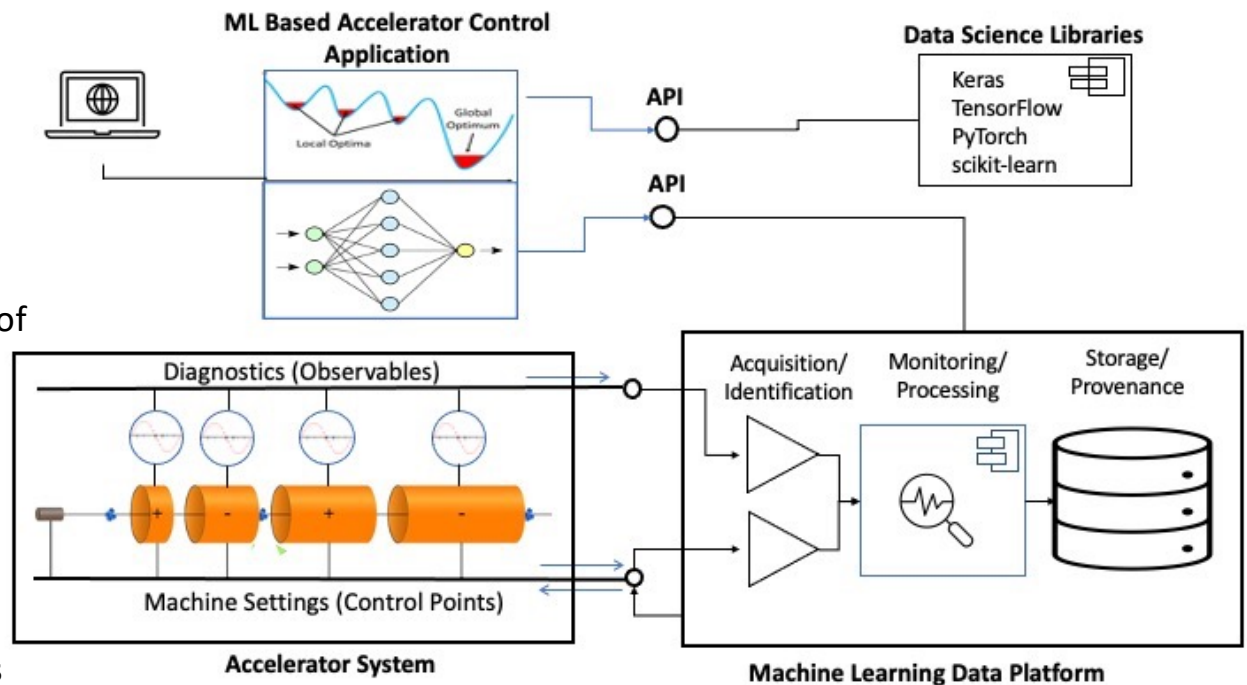 ML Based Accelerator Control
Application
Data Science Libraries
Keras
TensorFlow
PyTorch
scikit-learn
API
Global
Optimum
Local Optima
API
of
Diagnostics (Observables)
+
-
+
-
Machine Settings (Control Points)
Accelerator System
Acquisition/
Identification
Monitoring/
Processing
Storage/
Provenance
Machine Learning Data Platform
s